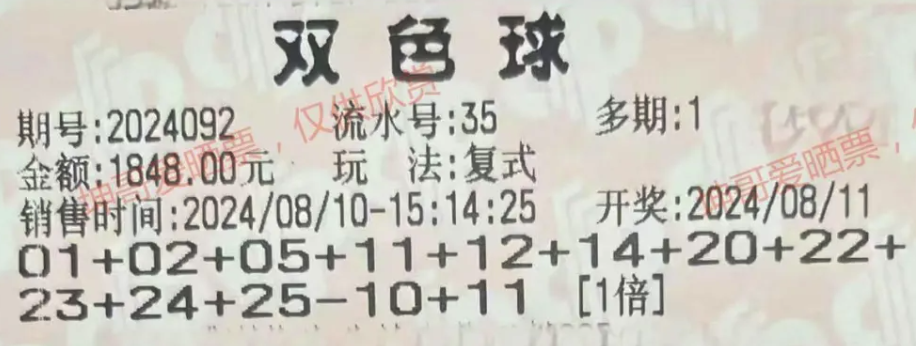 双色球
期号:2024092 流水号:35 多期:1
金额:1848.00元 玩 法:复式
销售时间:2024/08/10-15:14:25 开奖:2024/08/11
01+02+05+11+12+14+20+22+
23+24+25-10+11 [1倍]
哥爱晒票,仅供欣赏
哥爱晒票,